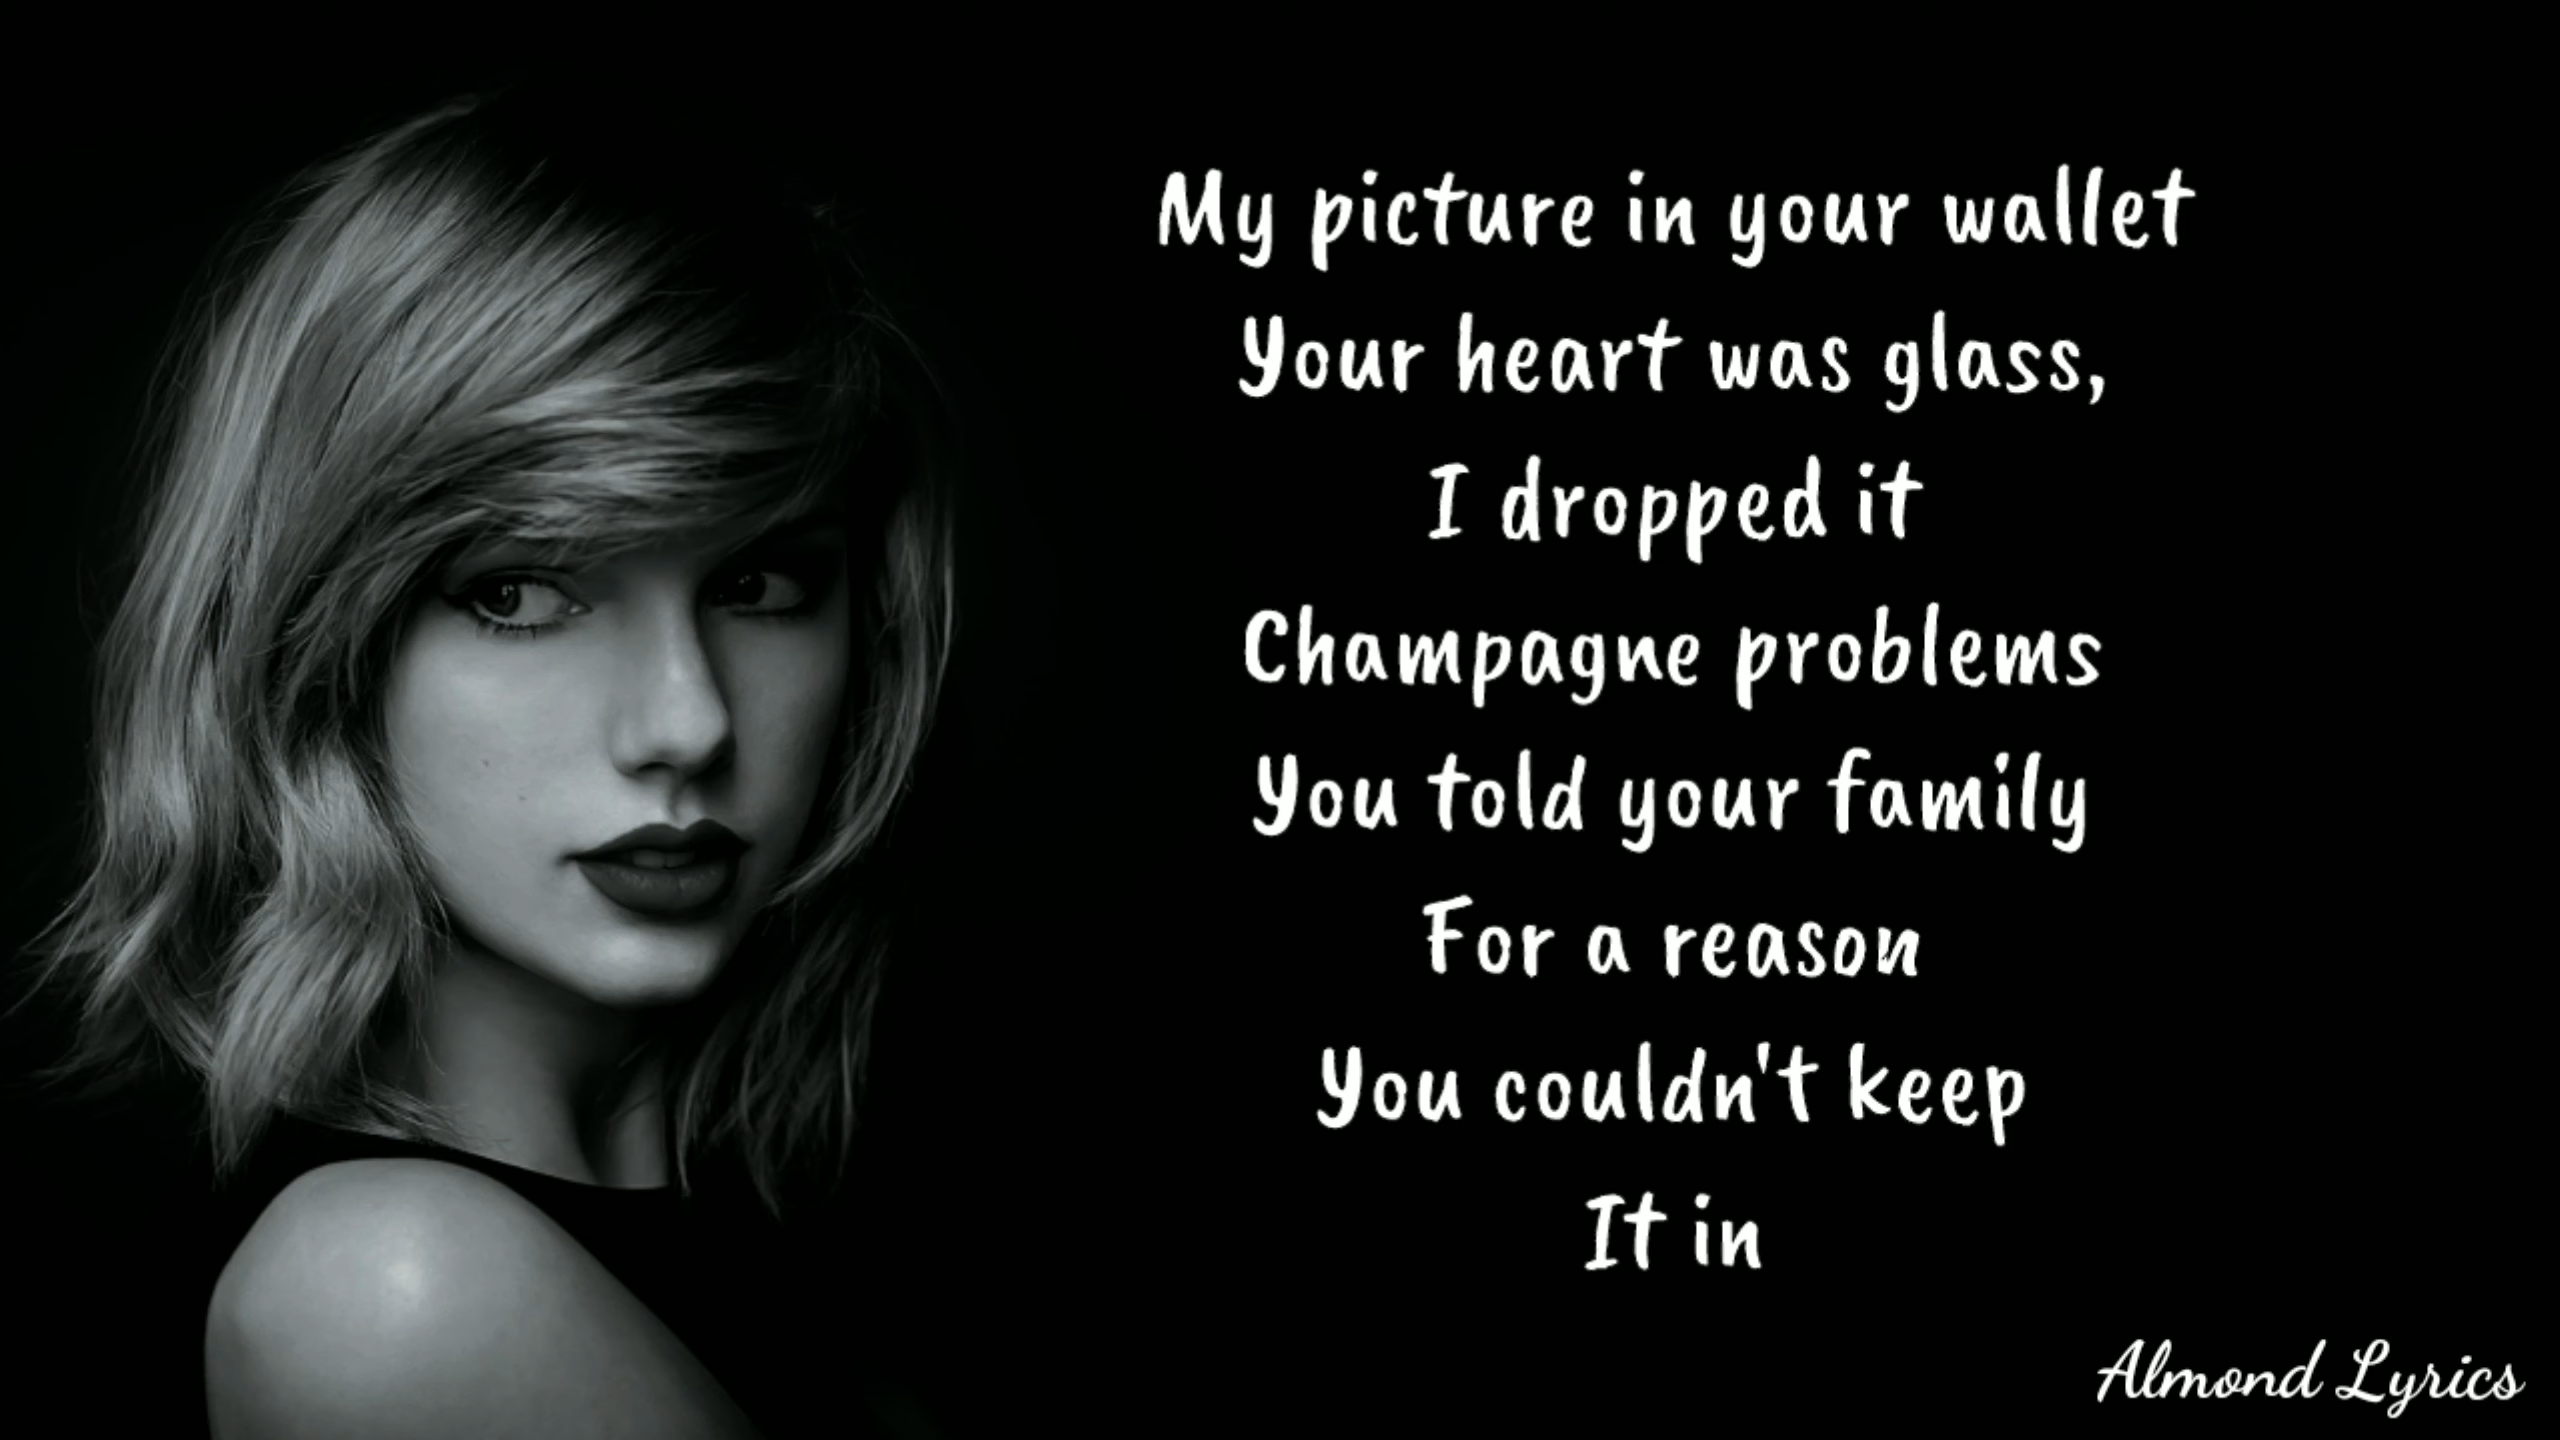 My picture in your wallet
Your heart was glass,
I dropped it
Champagne problems
You told your family
For a reason
You couldn't keep
It in
Almond Lyrics